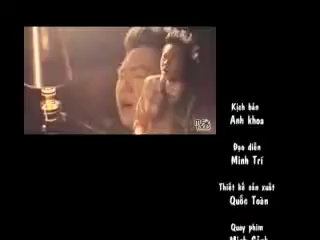 Kịch bản
Anh khoa
Đạo diễn
Minh Trí
Thiết kế sản xuất
Quốc Toàn
Quay phim